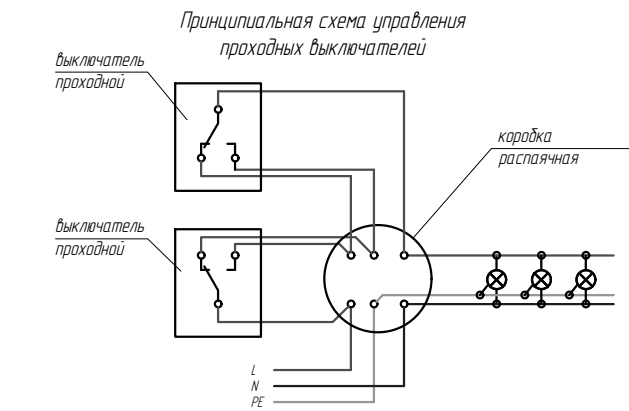 Принципиальная схема управления
проходных выключателей
выключатель
проходной
коробка
распаячная
выключатель
проходной
L
N
PE